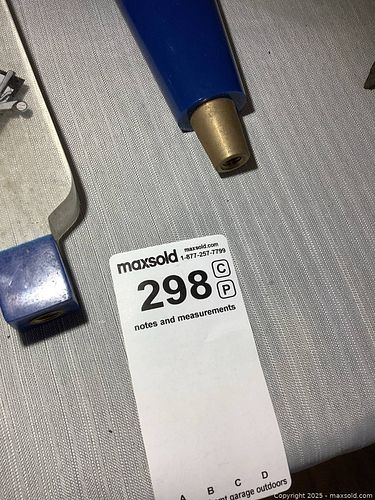 maxsold
maxsold.com
1-877-257-7799
298
C
P
notes and measurements
A B C D
garage outdoors
Copyright 2025 - maxsold.com